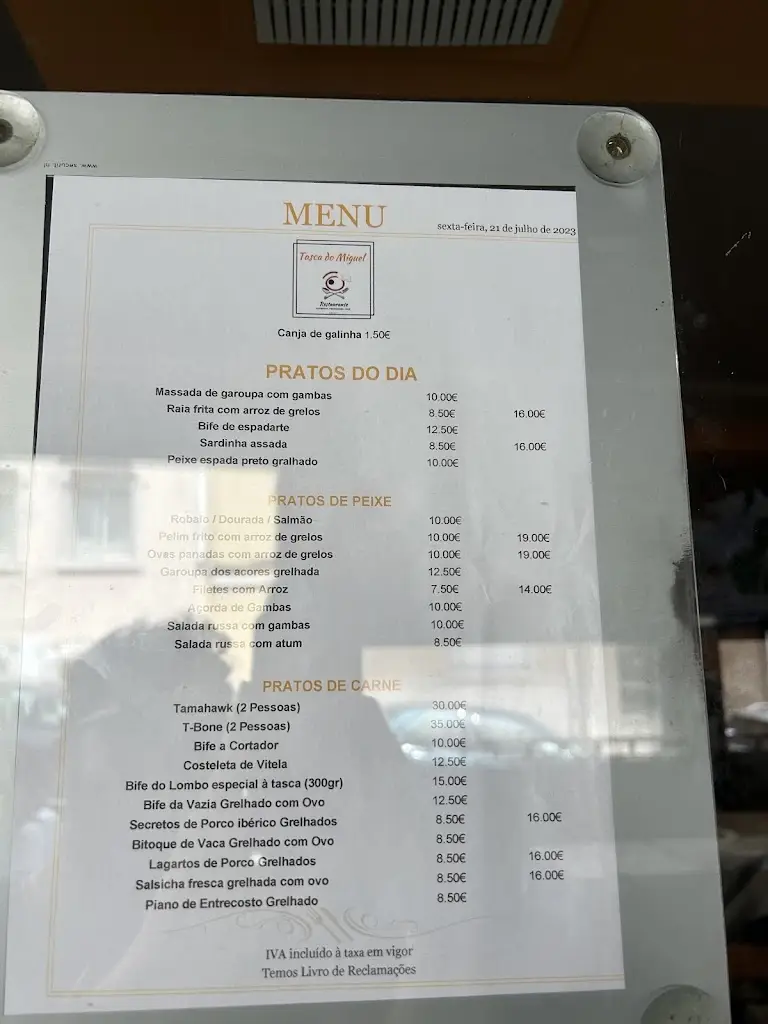 www.securit.nl
MENU
sexta-feira, 21 de julho de 2023
Tasca do Miguel
Restaurante
Canja de galinha 1.50€
PRATOS DO DIA
Massada de garoupa com gambas 10.00€
Raia frita com arroz de grelos 8.50€ 16.00€
Bife de espadarte 12.50€
Sardinha assada 8.50€ 16.00€
Peixe espada preto gralhado 10.00€
PRATOS DE PEIXE
Robalo / Dourada / Salmão 10.00€
Pelim frito com arroz de grelos 10.00€ 19.00€
Ovas panadas com arroz de grelos 10.00€ 19.00€
Garoupa dos acores grelhada 12.50€
Filetes com Arroz 7.50€ 14.00€
Açorda de Gambas 10.00€
Salada russa com gambas 10.00€
Salada russa com atum 8.50€
PRATOS DE CARNE
Tamahawk (2 Pessoas) 30.00€
T-Bone (2 Pessoas) 35.00€
Bife a Cortador 10.00€
Costeleta de Vitela 12.50€
Bife do Lombo especial à tasca (300gr) 15.00€
Bife da Vazia Grelhado com Ovo 12.50€
Secretos de Porco ibérico Grelhados 8.50€ 16.00€
Bitoque de Vaca Grelhado com Ovo 8.50€
Lagartos de Porco Grelhados 8.50€ 16.00€
Salsicha fresca grelhada com ovo 8.50€ 16.00€
Piano de Entrecosto Grelhado 8.50€
IVA incluído à taxa em vigor
Temos Livro de Reclamações